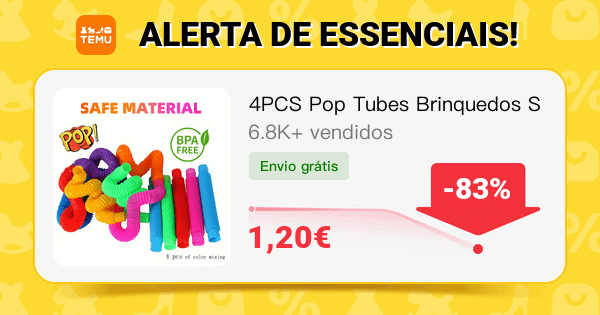 TEMU
ALERTA DE ESSENCIAIS!
SAFE MATERIAL
POP!
BPA
FREE
4 pcs of color mixing
4PCS Pop Tubes Brinquedos S
6.8K+ vendidos
Envio grátis
-83%
1,20€